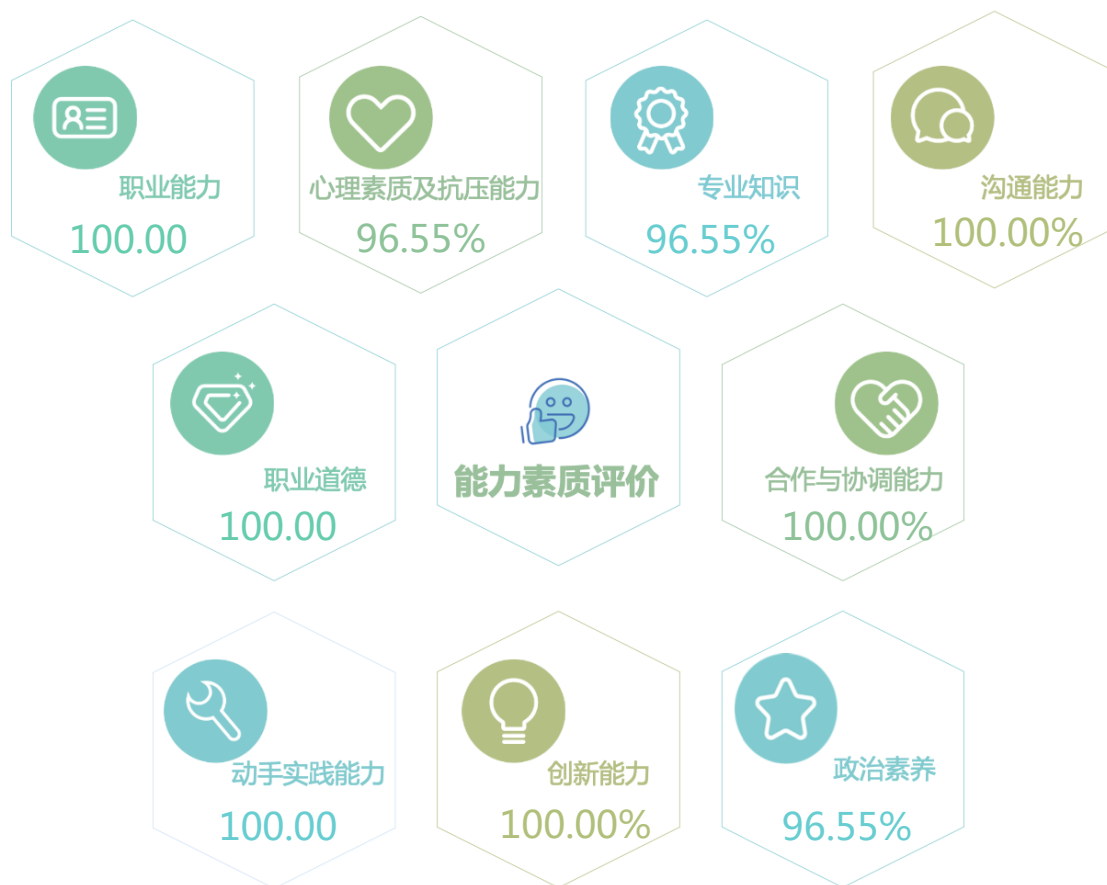 职业能力
100.00
心理素质及抗压能力
96.55%
专业知识
96.55%
沟通能力
100.00%
职业道德
100.00
能力素质评价
合作与协调能力
100.00%
动手实践能力
100.00
创新能力
100.00%
政治素养
96.55%